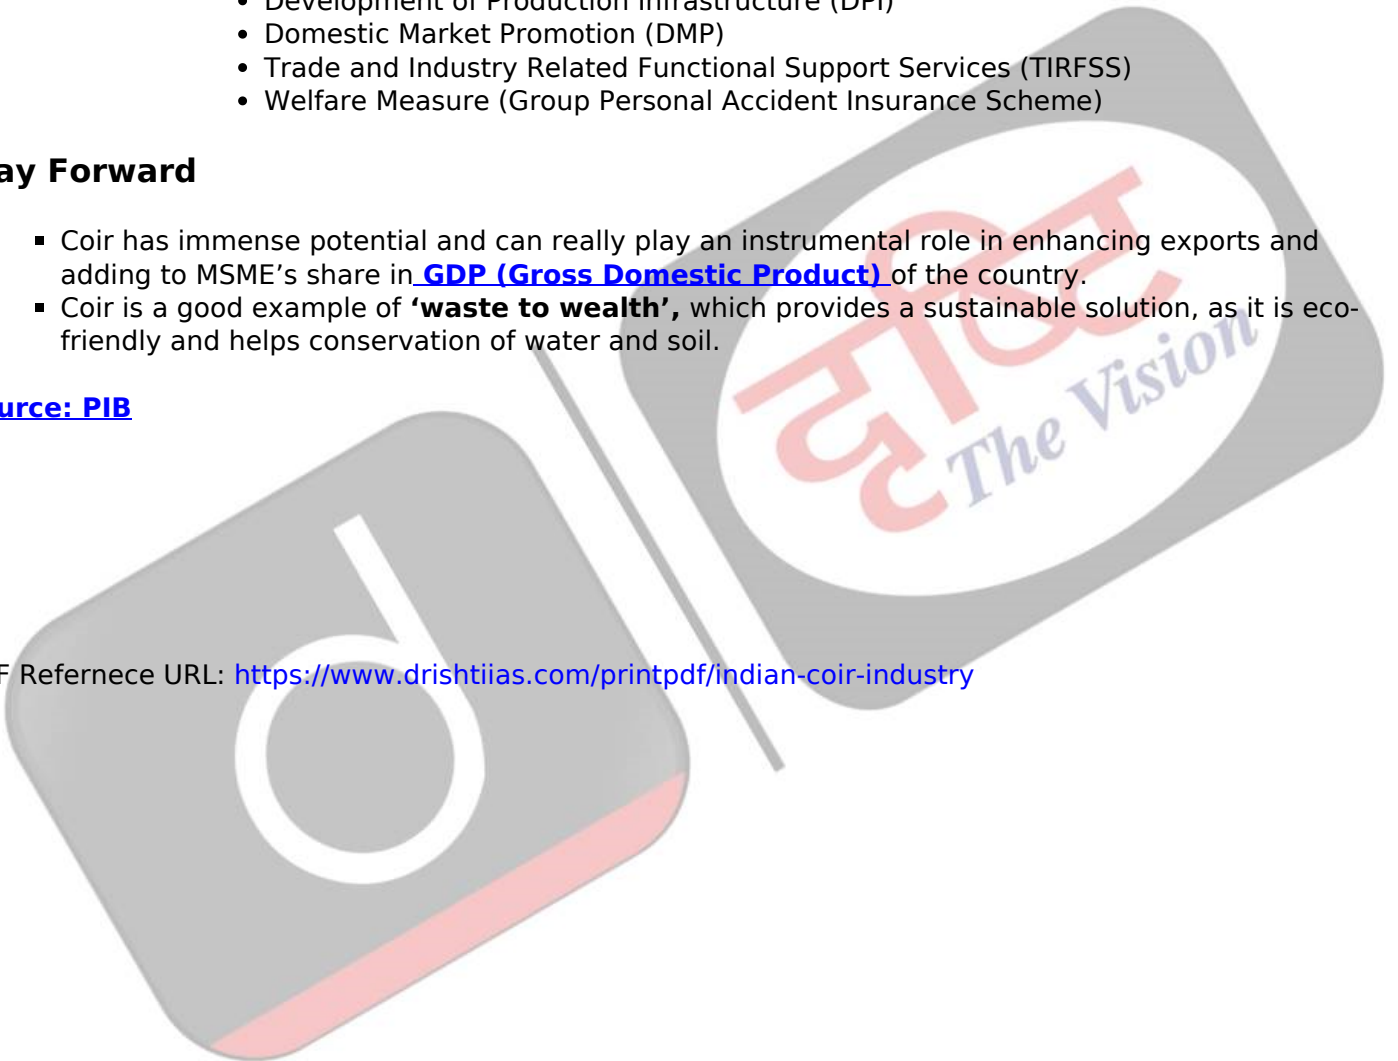 Development of Production Infrastructure (DPI)
Domestic Market Promotion (DMP)
Trade and Industry Related Functional Support Services (TIRFSS)
Welfare Measure (Group Personal Accident Insurance Scheme)
ay Forward
Coir has immense potential and can really play an instrumental role in enhancing exports and
adding to MSME’s share in GDP (Gross Domestic Product) of the country.
Coir is a good example of ‘waste to wealth’, which provides a sustainable solution, as it is eco-
friendly and helps conservation of water and soil.
urce: PIB
दृष्टि
The Vision
d
F Refernece URL: https://www.drishtiias.com/printpdf/indian-coir-industry